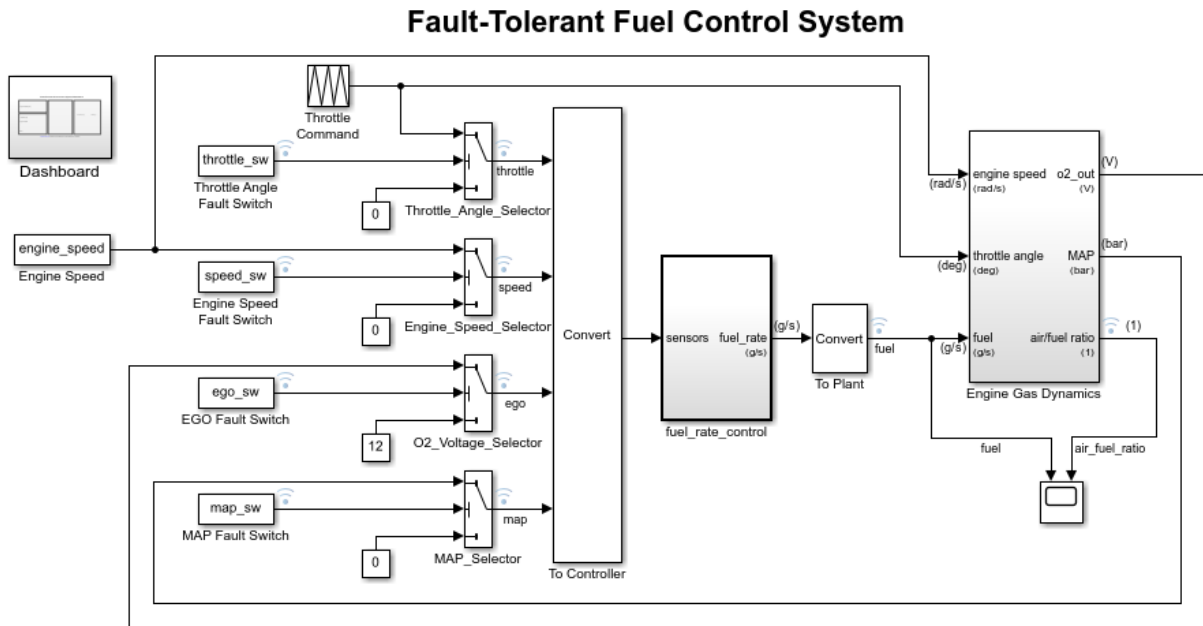 Fault-Tolerant Fuel Control System
Dashboard
Throttle
Command
throttle_sw
Throttle Angle
Fault Switch
0
throttle
Throttle_Angle_Selector
engine_speed
Engine Speed
speed_sw
Engine Speed
Fault Switch
0
speed
Engine_Speed_Selector
ego_sw
EGO Fault Switch
12
ego
O2_Voltage_Selector
map_sw
MAP Fault Switch
0
map
MAP_Selector
Convert
To Controller
sensors
fuel_rate
(g/s)
fuel_rate_control
(g/s)
Convert
To Plant
fuel
(rad/s)
(deg)
(g/s)
engine speed
(rad/s)
throttle angle
(deg)
fuel
(g/s)
o2_out
(V)
MAP
(bar)
air/fuel ratio
(1)
Engine Gas Dynamics
(V)
(bar)
(1)
fuel
air_fuel_ratio